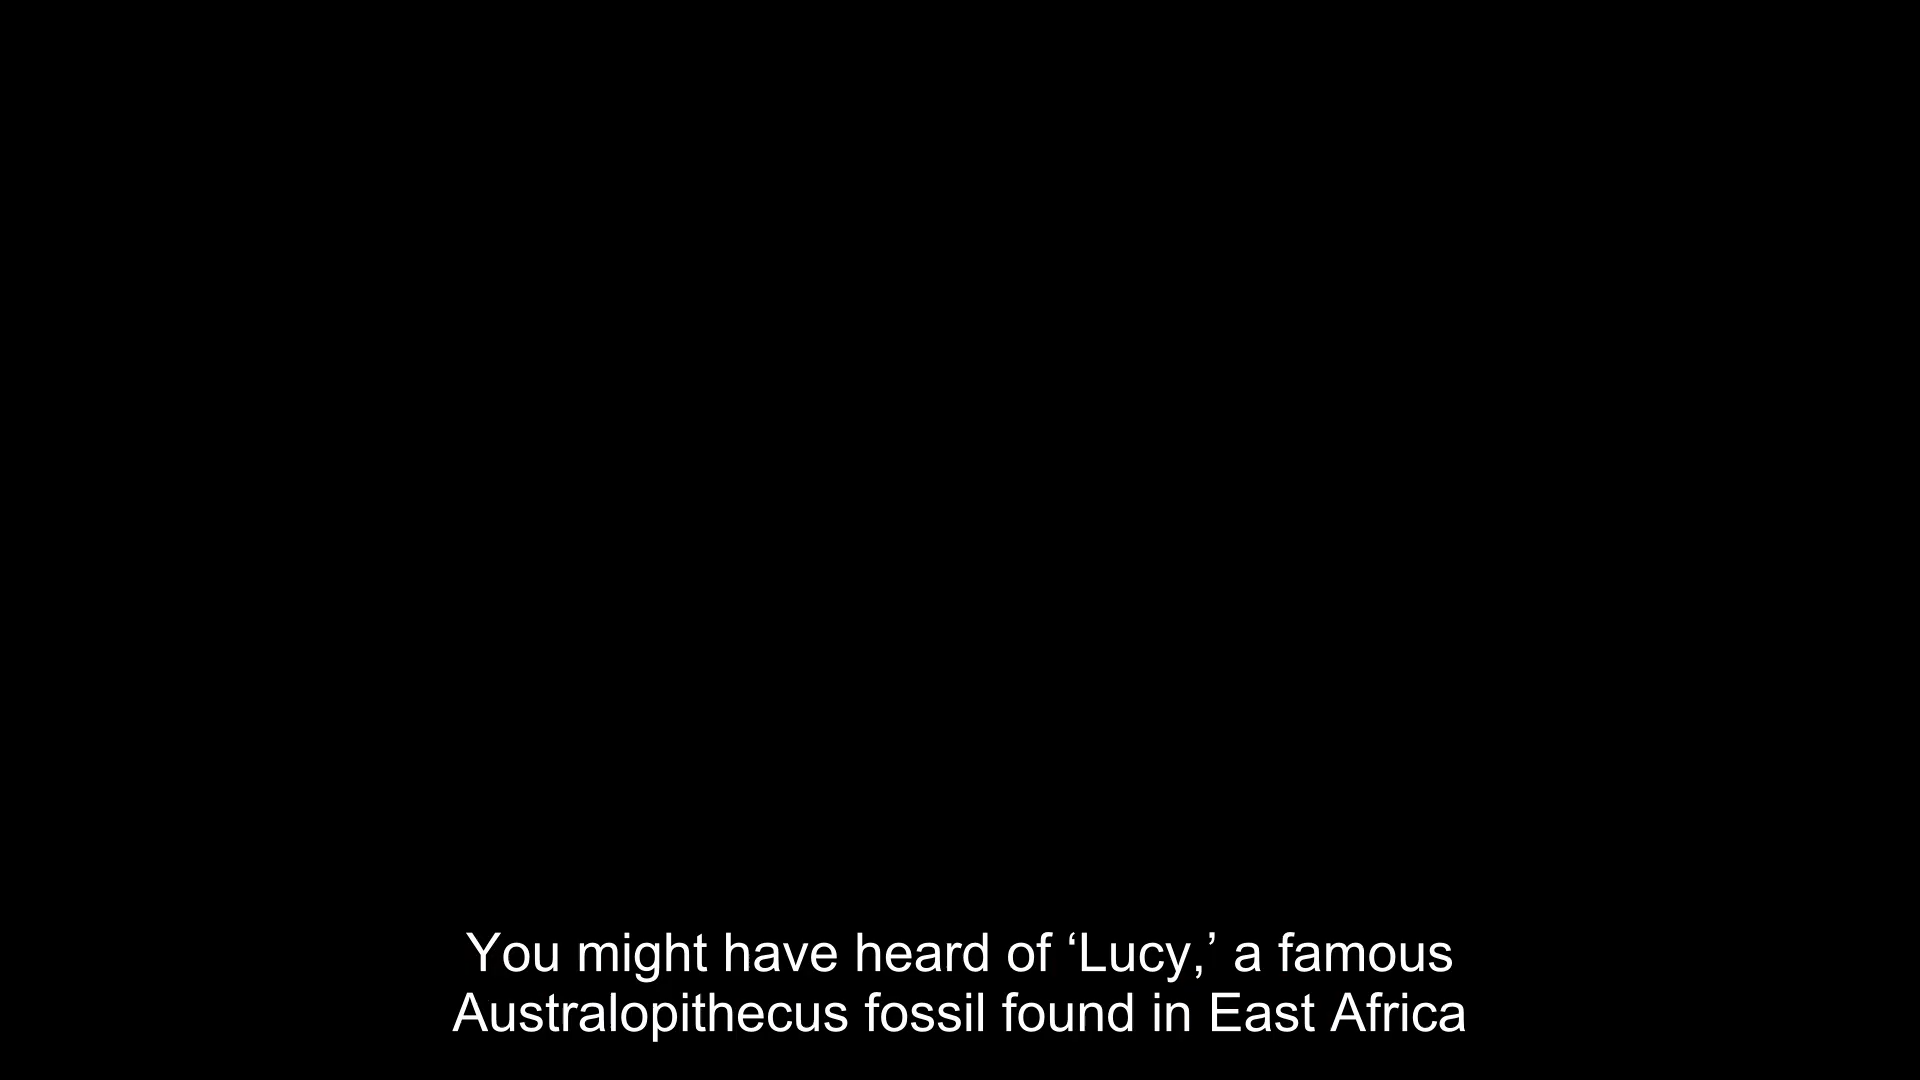 You might have heard of ‘Lucy,’ a famous
Australopithecus fossil found in East Africa